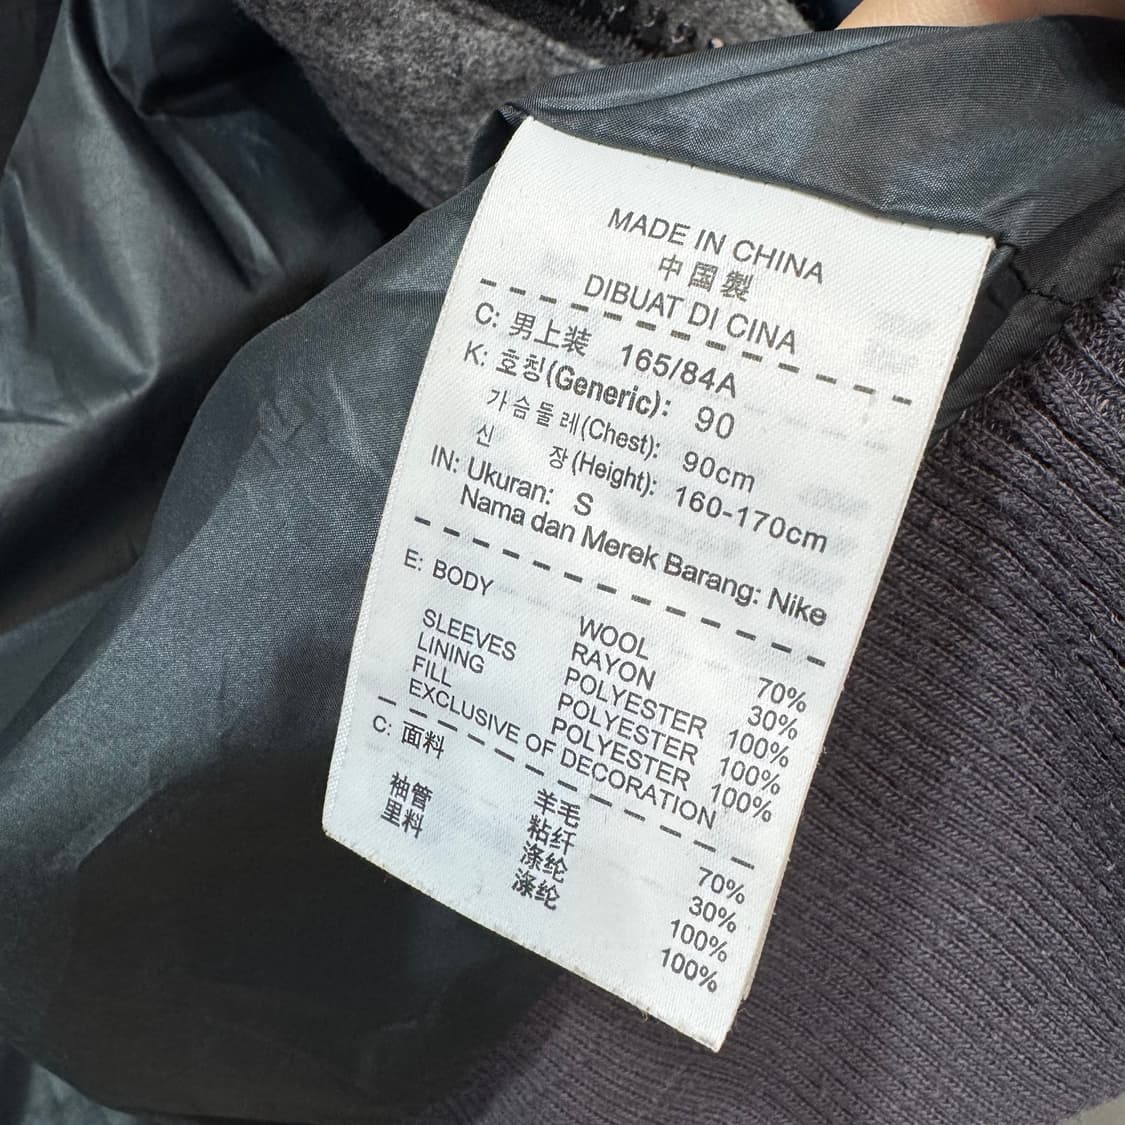 MADE IN CHINA
中国製
DIBUAT DI CINA
C: 男上装 165/84A
K: 호칭(Generic): 90
가슴둘레(Chest): 90cm
신 장(Height): 160-170cm
IN: Ukuran: S
Nama dan Merek Barang: Nike
E: BODY WOOL 70%
RAYON 30%
SLEEVES POLYESTER 100%
LINING POLYESTER 100%
FILL POLYESTER 100%
EXCLUSIVE OF DECORATION
C: 面料 羊毛 70%
粘纤 30%
袖管 涤纶 100%
里料 涤纶 100%